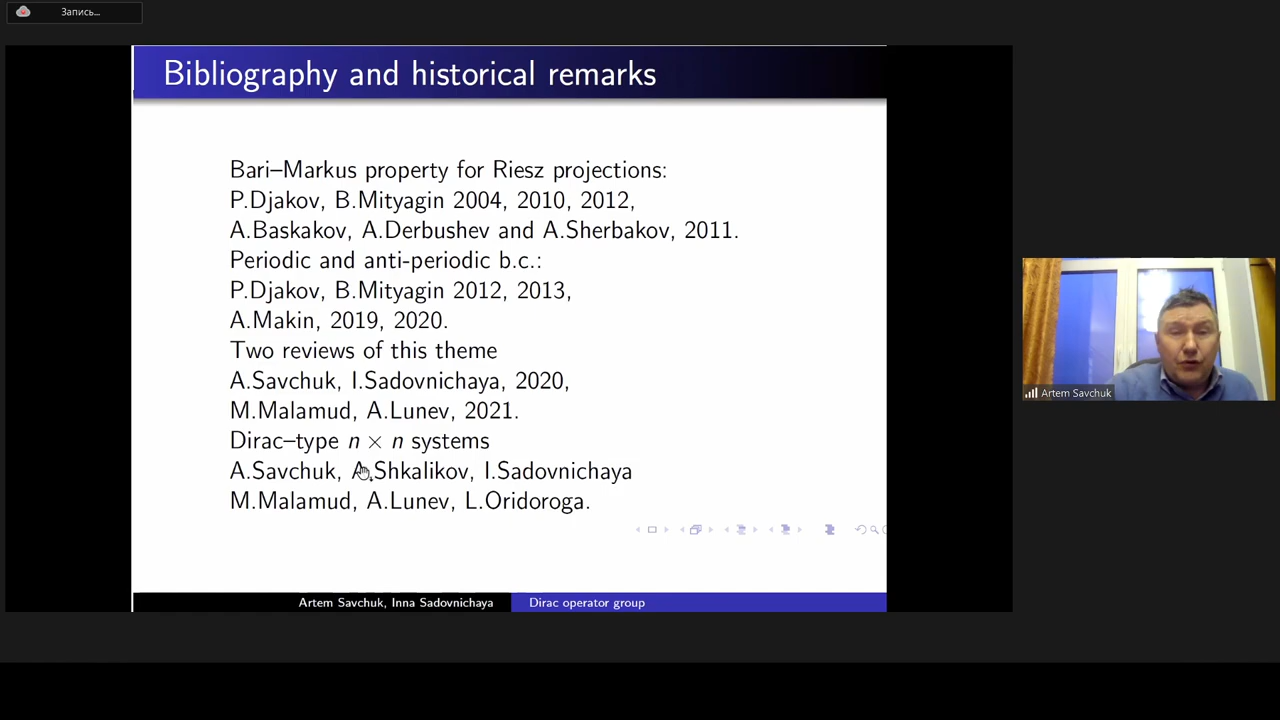 Запись...
Bibliography and historical remarks
Bari–Markus property for Riesz projections:
P.Djakov, B.Mityagin 2004, 2010, 2012,
A.Baskakov, A.Derbushev and A.Sherbakov, 2011.
Periodic and anti-periodic b.c.:
P.Djakov, B.Mityagin 2012, 2013,
A.Makin, 2019, 2020.
Two reviews of this theme
A.Savchuk, I.Sadovnichaya, 2020,
M.Malamud, A.Lunev, 2021.
Dirac–type n × n systems
A.Savchuk, A.Shkalikov, I.Sadovnichaya
M.Malamud, A.Lunev, L.Oridoroga.
Artem Savchuk, Inna Sadovnichaya
Dirac operator group
Artem Savchuk